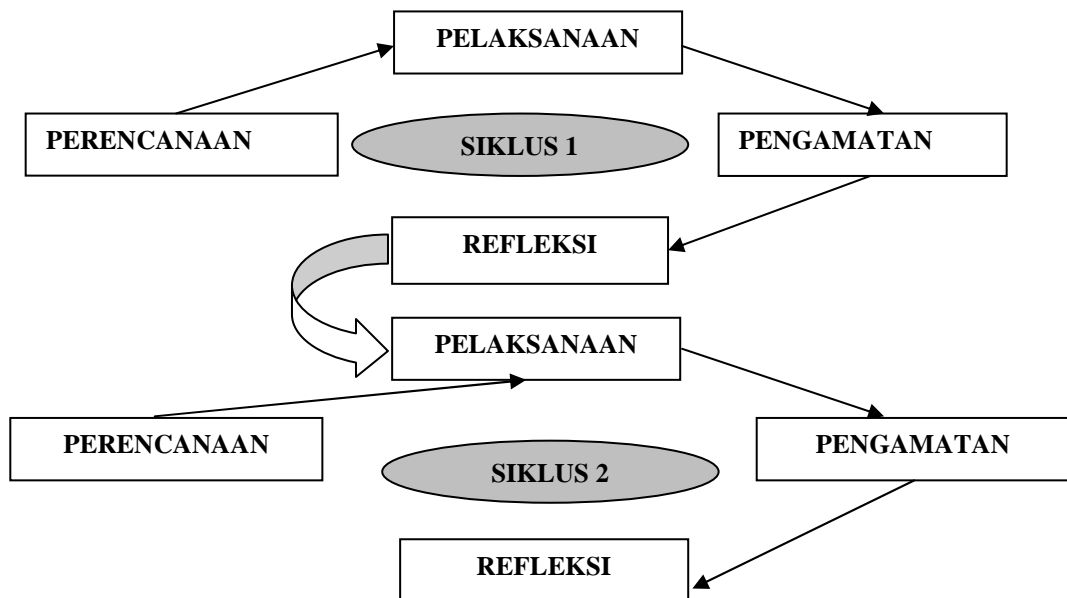 PELAKSANAAN
PERENCANAAN
SIKLUS 1
PENGAMATAN
REFLEKSI
PELAKSANAAN
PERENCANAAN
PENGAMATAN
SIKLUS 2
REFLEKSI